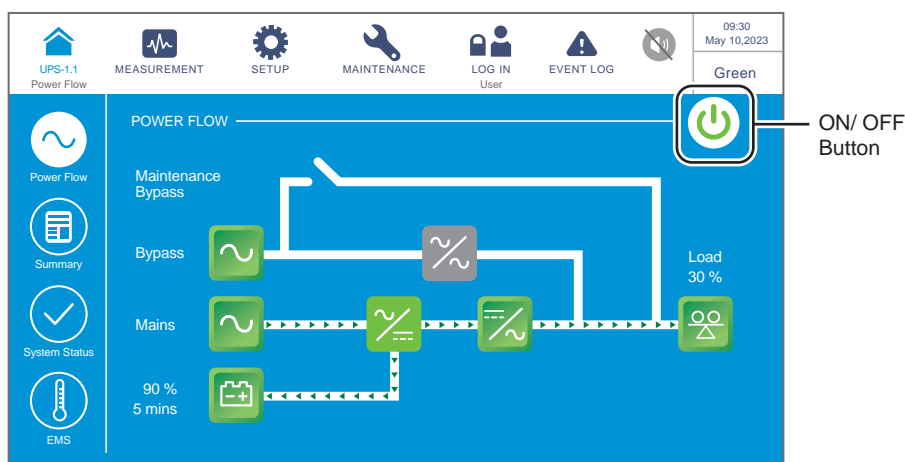 UPS-1.1
Power Flow
MEASUREMENT
SETUP
MAINTENANCE
LOG IN
User
EVENT LOG
09:30
May 10,2023
Green
Power Flow
Summary
System Status
EMS
POWER FLOW
ON/ OFF
Button
Maintenance
Bypass
Bypass
Load
30 %
Mains
90 %
5 mins